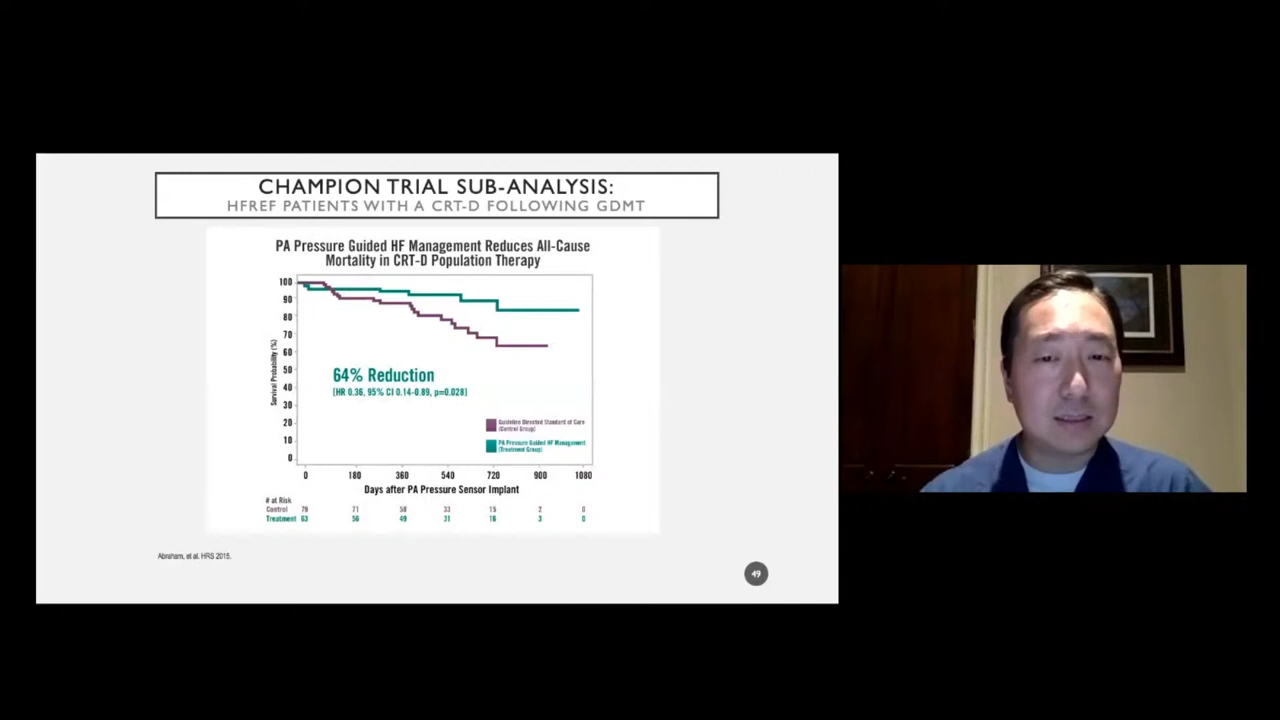 CHAMPION TRIAL SUB-ANALYSIS:
HFREF PATIENTS WITH A CRT-D FOLLOWING GDMT
PA Pressure Guided HF Management Reduces All-Cause
Mortality in CRT-D Population Therapy
100
90
80
70
60
50
40
30
20
10
0
Survival Probability (%)
64% Reduction
[HR 0.36, 95% CI 0.14-0.89, p=0.028]
Guideline Directed Standard of Care
(Control Group)
PA Pressure Guided HF Management
(Treatment Group)
0 180 360 540 720 900 1080
Days after PA Pressure Sensor Implant
# at Risk
Control 79 71 58 33 15 2 0
Treatment 63 56 49 31 16 3 0
Abraham, et al. HRS 2015.
49